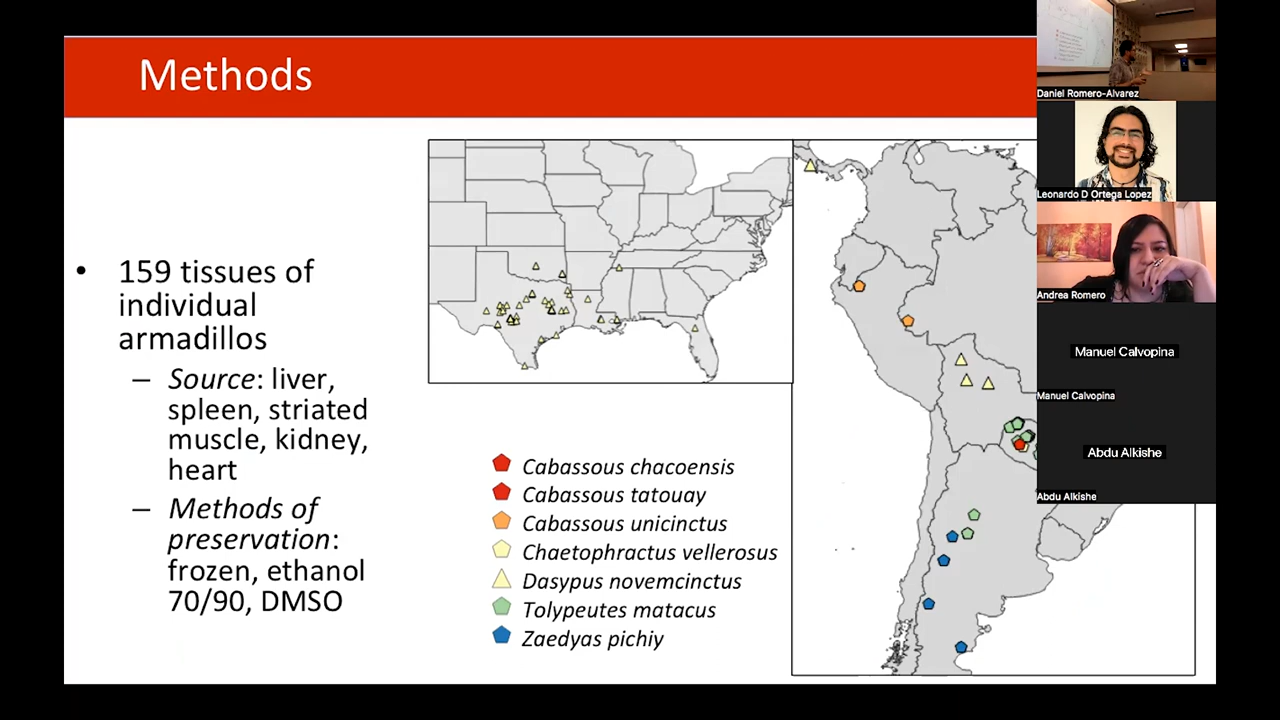 Methods
• 159 tissues of
individual
armadillos
– Source: liver,
spleen, striated
muscle, kidney,
heart
– Methods of
preservation:
frozen, ethanol
70/90, DMSO
Cabassous chacoensis
Cabassous tatouay
Cabassous unicinctus
Chaetophractus vellerosus
Dasypus novemcinctus
Tolypeutes matacus
Zaedyas pichiy
Daniel Romero-Alvarez
Leonardo D Ortega Lopez
Andrea Romero
Manuel Calvopina
Manuel Calvopina
Abdu Alkishe
Abdu Alkishe